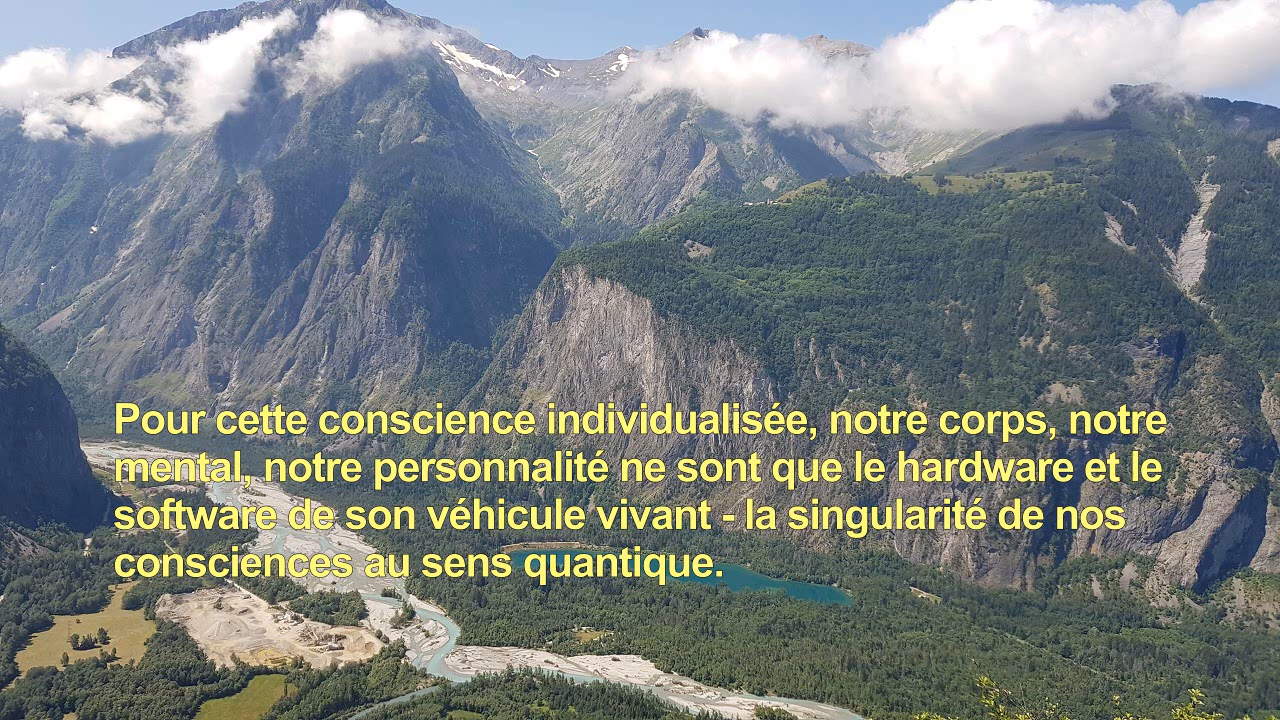 Pour cette conscience individualisée, notre corps, notre
mental, notre personnalité ne sont que le hardware et le
software de son véhicule vivant - la singularité de nos
consciences au sens quantique.